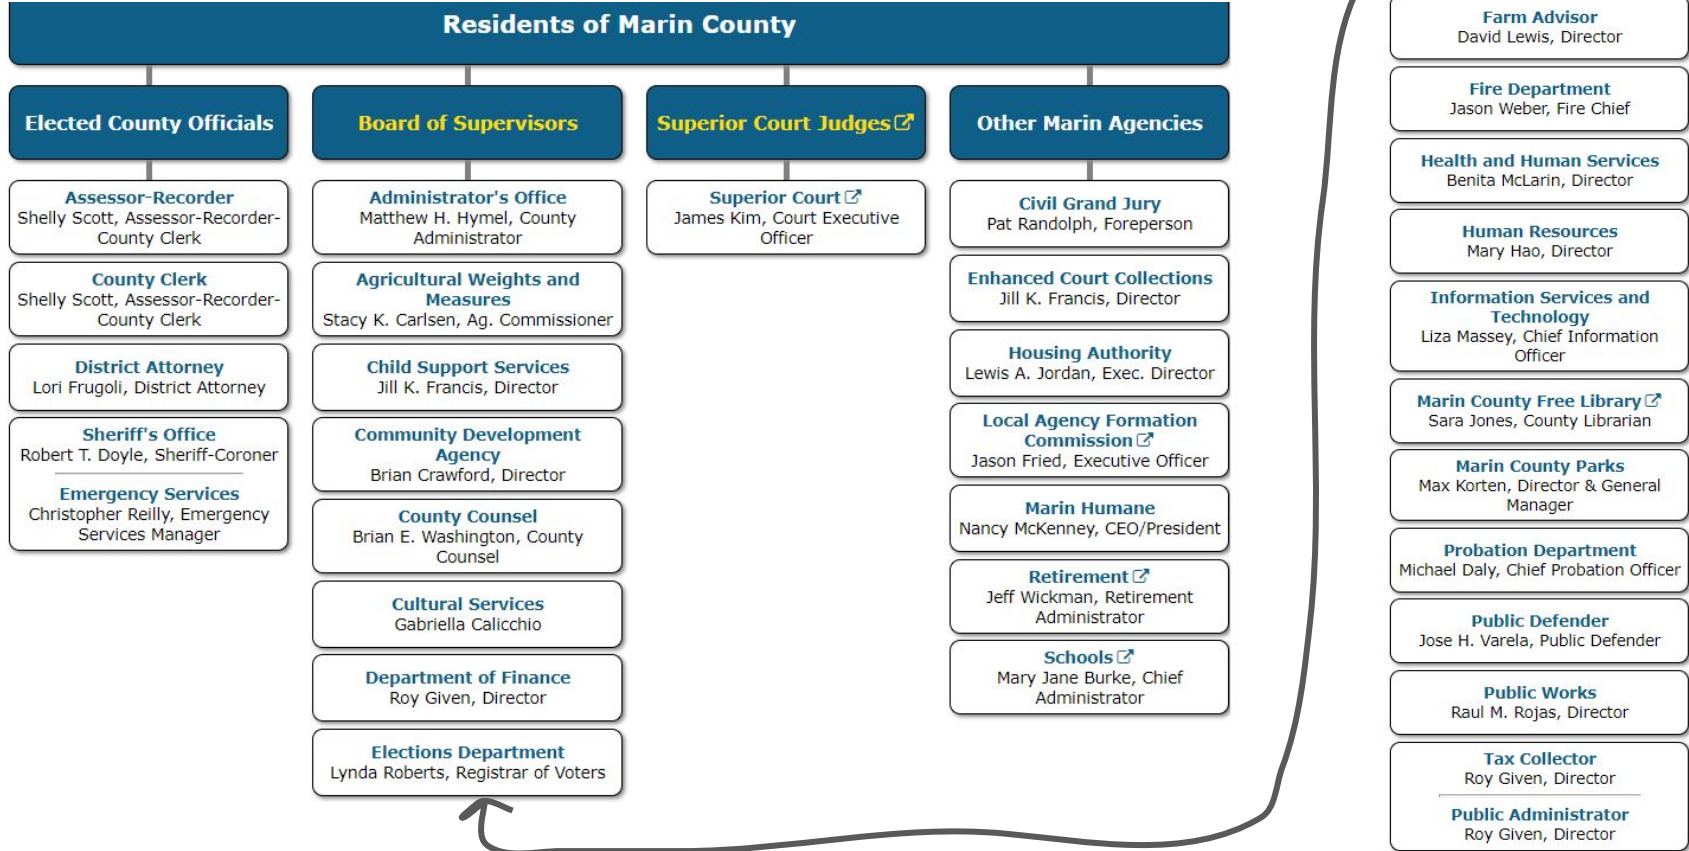 Residents of Marin County
Elected County Officials
Assessor-Recorder
Shelly Scott, Assessor-Recorder-
County Clerk
County Clerk
Shelly Scott, Assessor-Recorder-
County Clerk
District Attorney
Lori Frugoli, District Attorney
Sheriff's Office
Robert T. Doyle, Sheriff-Coroner
Emergency Services
Christopher Reilly, Emergency
Services Manager
Board of Supervisors
Administrator's Office
Matthew H. Hymel, County
Administrator
Agricultural Weights and
Measures
Stacy K. Carlsen, Ag. Commissioner
Child Support Services
Jill K. Francis, Director
Community Development
Agency
Brian Crawford, Director
County Counsel
Brian E. Washington, County
Counsel
Cultural Services
Gabriella Calicchio
Department of Finance
Roy Given, Director
Elections Department
Lynda Roberts, Registrar of Voters
Superior Court Judges
Superior Court
James Kim, Court Executive
Officer
Other Marin Agencies
Civil Grand Jury
Pat Randolph, Foreperson
Enhanced Court Collections
Jill K. Francis, Director
Housing Authority
Lewis A. Jordan, Exec. Director
Local Agency Formation
Commission
Jason Fried, Executive Officer
Marin Humane
Nancy McKenney, CEO/President
Retirement
Jeff Wickman, Retirement
Administrator
Schools
Mary Jane Burke, Chief
Administrator
Farm Advisor
David Lewis, Director
Fire Department
Jason Weber, Fire Chief
Health and Human Services
Benita McLarin, Director
Human Resources
Mary Hao, Director
Information Services and
Technology
Liza Massey, Chief Information
Officer
Marin County Free Library
Sara Jones, County Librarian
Marin County Parks
Max Korten, Director & General
Manager
Probation Department
Michael Daly, Chief Probation Officer
Public Defender
Jose H. Varela, Public Defender
Public Works
Raul M. Rojas, Director
Tax Collector
Roy Given, Director
Public Administrator
Roy Given, Director